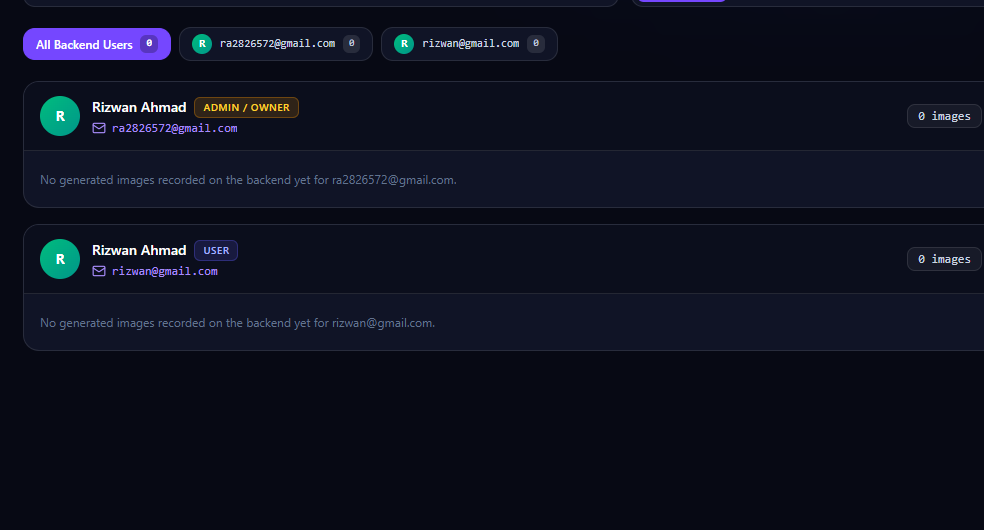 All Backend Users 0 R ra2826572@gmail.com 0 R rizwan@gmail.com 0
R Rizwan Ahmad ADMIN / OWNER
ra2826572@gmail.com
0 images
No generated images recorded on the backend yet for ra2826572@gmail.com.
R Rizwan Ahmad USER
rizwan@gmail.com
0 images
No generated images recorded on the backend yet for rizwan@gmail.com.